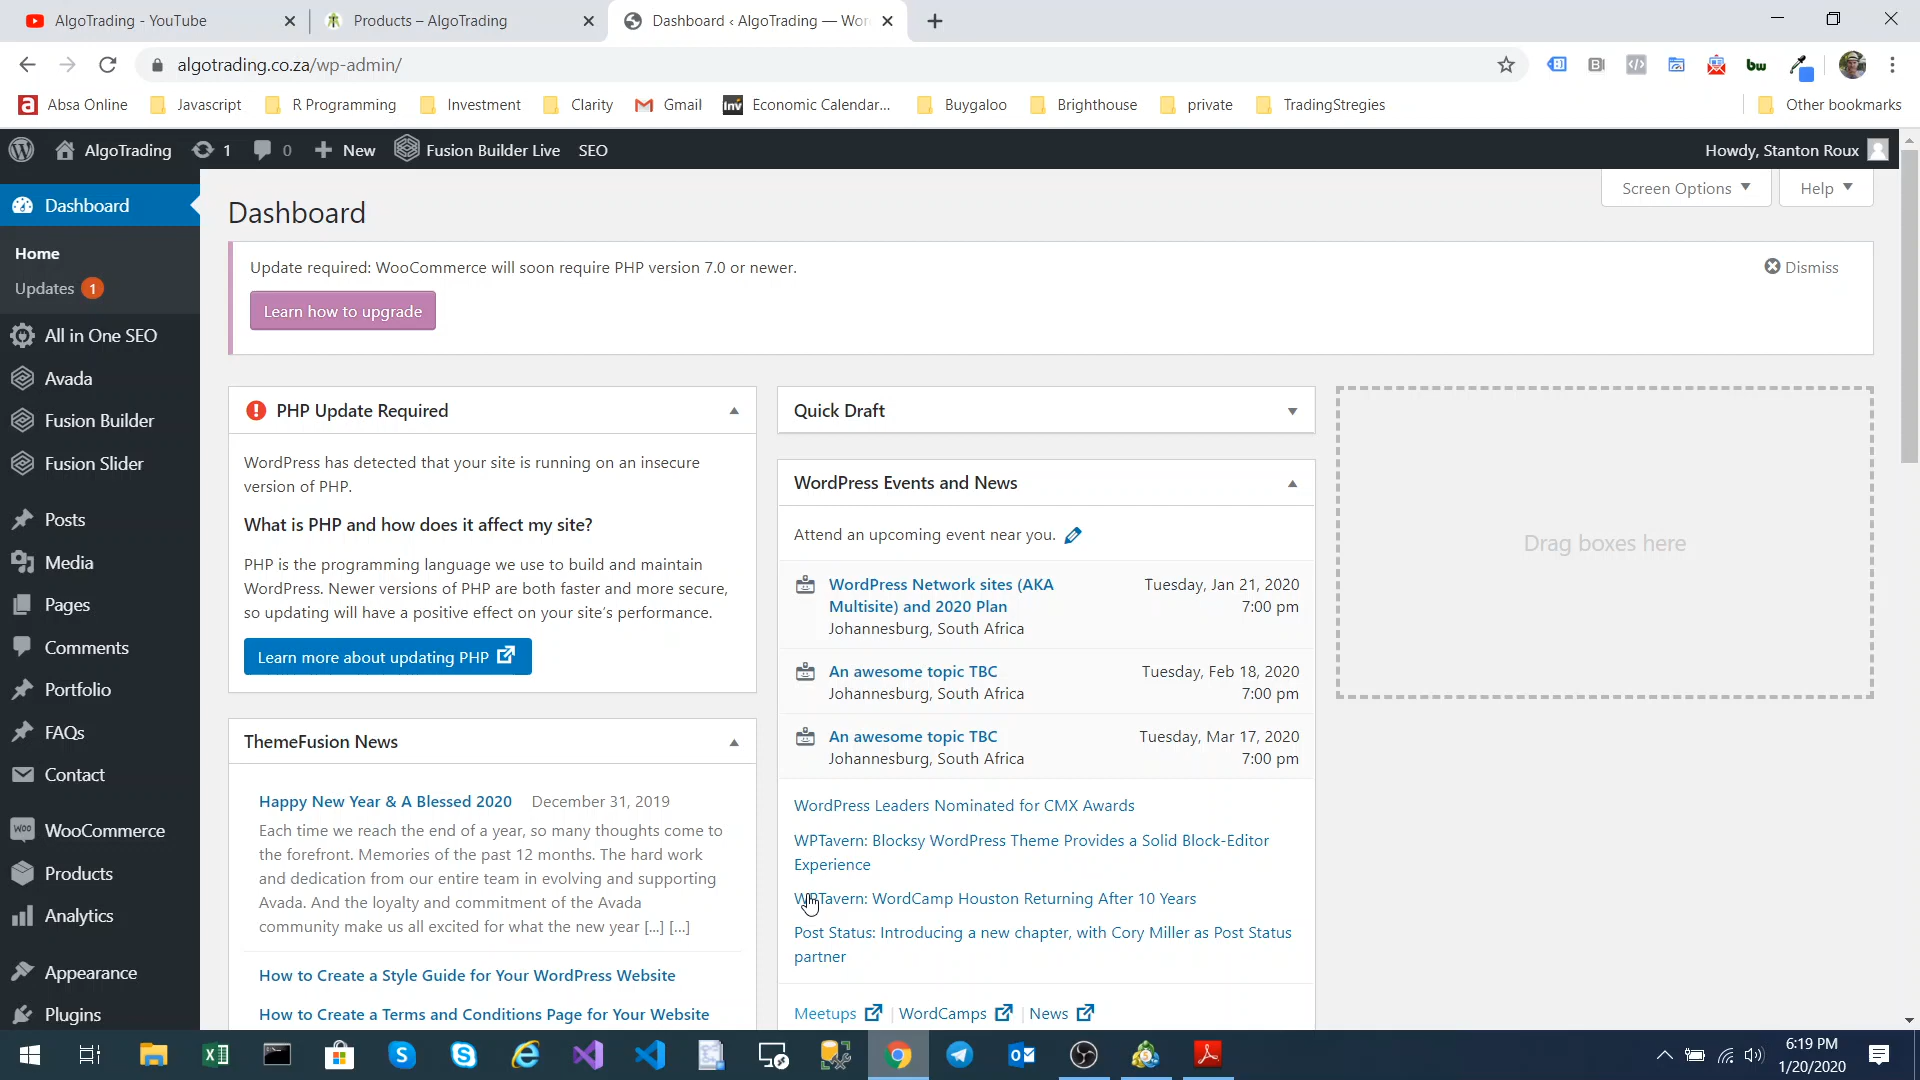 AlgoTrading - YouTube
Products – AlgoTrading
Dashboard ‹ AlgoTrading — Wor
algotrading.co.za/wp-admin/
Absa Online
Javascript
R Programming
Investment
Clarity
Gmail
Inv
Economic Calendar...
Buygaloo
Brighthouse
private
TradingStregies
Other bookmarks
AlgoTrading
1
0
New
Fusion Builder Live
SEO
Howdy, Stanton Roux
Dashboard
Home
Updates 1
All in One SEO
Avada
Fusion Builder
Fusion Slider
Posts
Media
Pages
Comments
Portfolio
FAQs
Contact
WooCommerce
Products
Analytics
Appearance
Plugins
Screen Options
Help
Dashboard
Update required: WooCommerce will soon require PHP version 7.0 or newer.
Dismiss
Learn how to upgrade
PHP Update Required
WordPress has detected that your site is running on an insecure
version of PHP.
What is PHP and how does it affect my site?
PHP is the programming language we use to build and maintain
WordPress. Newer versions of PHP are both faster and more secure,
so updating will have a positive effect on your site's performance.
Learn more about updating PHP
ThemeFusion News
Happy New Year & A Blessed 2020 December 31, 2019
Each time we reach the end of a year, so many thoughts come to
the forefront. Memories of the past 12 months. The hard work
and dedication from our entire team in evolving and supporting
Avada. And the loyalty and commitment of the Avada
community make us all excited for what the new year [...] [...]
How to Create a Style Guide for Your WordPress Website
How to Create a Terms and Conditions Page for Your Website
Quick Draft
WordPress Events and News
Attend an upcoming event near you.
WordPress Network sites (AKA
Multisite) and 2020 Plan
Johannesburg, South Africa
Tuesday, Jan 21, 2020
7:00 pm
An awesome topic TBC
Johannesburg, South Africa
Tuesday, Feb 18, 2020
7:00 pm
An awesome topic TBC
Johannesburg, South Africa
Tuesday, Mar 17, 2020
7:00 pm
WordPress Leaders Nominated for CMX Awards
WPTavern: Blocksy WordPress Theme Provides a Solid Block-Editor
Experience
WPTavern: WordCamp Houston Returning After 10 Years
Post Status: Introducing a new chapter, with Cory Miller as Post Status
partner
Meetups | WordCamps | News
Drag boxes here
6:19 PM
1/20/2020